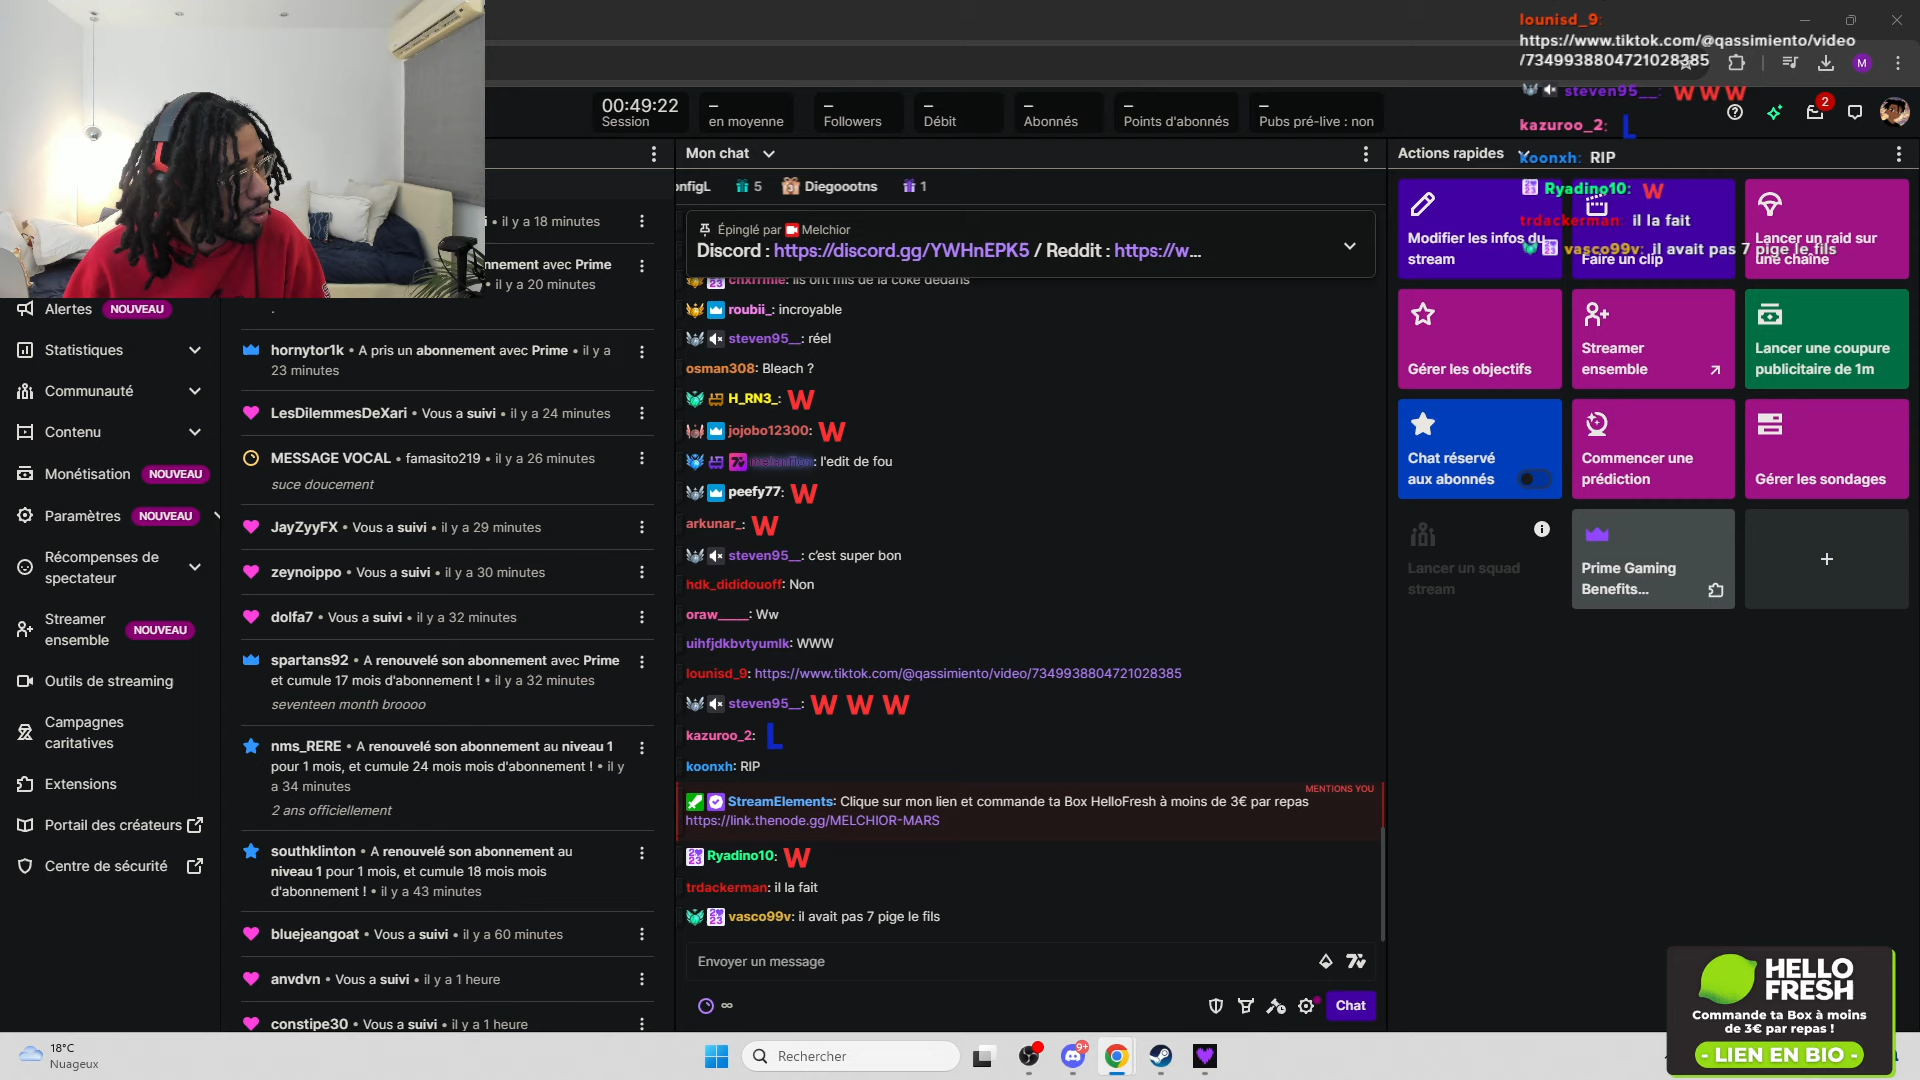 lounisd_9:
https://www.tiktok.com/@qassimiento/video
/7349938804721028385
steven95__: W W W
kazuroo_2: L
koonxh: RIP
Ryadino10: W
trdackerman: il la fait
vasco99v: il avait pas 7 pige le fils
00:49:22
Session
–
en moyenne
–
Followers
–
Débit
–
Abonnés
–
Points d'abonnés
–
Pubs pré-live : non
2
M
Alertes NOUVEAU
Statistiques
Communauté
Contenu
Monétisation NOUVEAU
Paramètres NOUVEAU
Récompenses de
spectateur
Streamer
ensemble NOUVEAU
Outils de streaming
Campagnes
caritatives
Extensions
Portail des créateurs
Centre de sécurité
• il y a 18 minutes
nnement avec Prime
• il y a 20 minutes
hornytor1k • A pris un abonnement avec Prime • il y a
23 minutes
LesDilemmesDeXari • Vous a suivi • il y a 24 minutes
MESSAGE VOCAL • famasito219 • il y a 26 minutes
suce doucement
JayZyyFX • Vous a suivi • il y a 29 minutes
zeynoippo • Vous a suivi • il y a 30 minutes
dolfa7 • Vous a suivi • il y a 32 minutes
spartans92 • A renouvelé son abonnement avec Prime
et cumule 17 mois d'abonnement ! • il y a 32 minutes
seventeen month broooo
nms_RERE • A renouvelé son abonnement au niveau 1
pour 1 mois, et cumule 24 mois mois d'abonnement ! • il y
a 34 minutes
2 ans officiellement
southklinton • A renouvelé son abonnement au
niveau 1 pour 1 mois, et cumule 18 mois mois
d'abonnement ! • il y a 43 minutes
bluejeangoat • Vous a suivi • il y a 60 minutes
anvdvn • Vous a suivi • il y a 1 heure
constipe30 • Vous a suivi • il y a 1 heure
Mon chat
onfigL 5 Diegoootns 1
Épinglé par Melchior
Discord : https://discord.gg/YWHnEPK5 / Reddit : https://w...
cnxrrmie: ils ont mis de la coke dedans
roubii_: incroyable
steven95__: réel
osman308: Bleach ?
H_RN3_: W
jojobo12300: W
: l'edit de fou
peefy77: W
arkunar_: W
steven95__: c'est super bon
hdk_dididouoff: Non
oraw_____: Ww
uihfjdkbvtyumlk: WWW
lounisd_9: https://www.tiktok.com/@qassimiento/video/7349938804721028385
steven95__: W W W
kazuroo_2: L
koonxh: RIP
MENTIONS YOU
StreamElements: Clique sur mon lien et commande ta Box HelloFresh à moins de 3€ par repas
https://link.thenode.gg/MELCHIOR-MARS
Ryadino10: W
trdackerman: il la fait
vasco99v: il avait pas 7 pige le fils
Envoyer un message
Chat
Actions rapides
Modifier les infos du
stream
Faire un clip
Lancer un raid sur
une chaîne
Gérer les objectifs
Streamer
ensemble
Lancer une coupure
publicitaire de 1m
Chat réservé
aux abonnés
Commencer une
prédiction
Gérer les sondages
Lancer un squad
stream
Prime Gaming
Benefits...
HELLO
FRESH
Commande ta Box à moins
de 3€ par repas !
- LIEN EN BIO -
18°C
Nuageux
Rechercher
9+